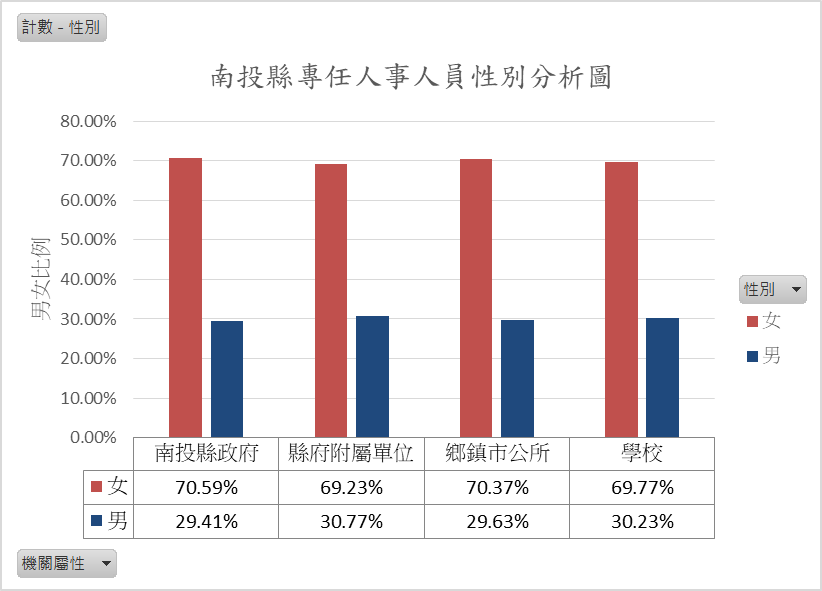 計數 - 性別
南投縣專任人事人員性別分析圖
80.00%
70.00%
60.00%
50.00%
40.00%
30.00%
20.00%
10.00%
0.00%
男女比例
南投縣政府 縣府附屬單位 鄉鎮市公所 學校
女 70.59% 69.23% 70.37% 69.77%
男 29.41% 30.77% 29.63% 30.23%
性別
女
男
機關屬性